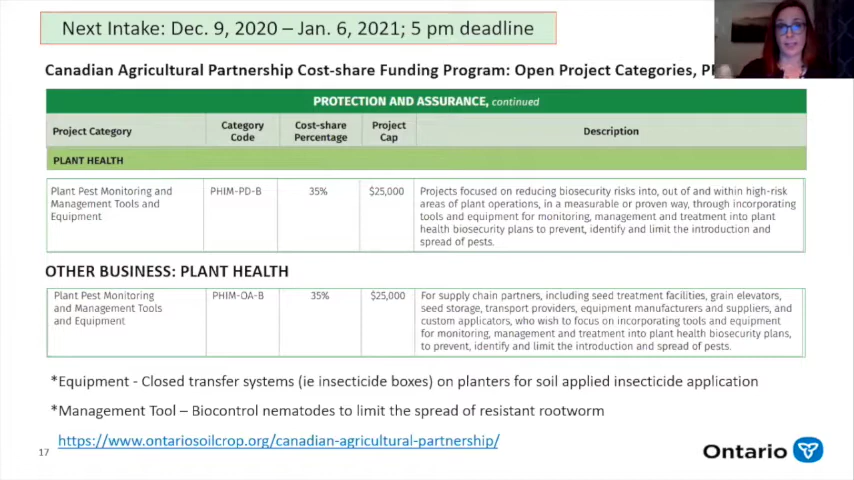 Next Intake: Dec. 9, 2020 – Jan. 6, 2021; 5 pm deadline
Canadian Agricultural Partnership Cost-share Funding Program: Open Project Categories,
PROTECTION AND ASSURANCE, continued
Project Category
Category Code
Cost-share Percentage
Project Cap
Description
PLANT HEALTH
Plant Pest Monitoring and
Management Tools and
Equipment
PHIM-PD-B
35%
$25,000
Projects focused on reducing biosecurity risks into, out of and within high-risk
areas of plant operations, in a measurable or proven way, through incorporating
tools and equipment for monitoring, management and treatment into plant
health biosecurity plans to prevent, identify and limit the introduction and
spread of pests.
OTHER BUSINESS: PLANT HEALTH
Plant Pest Monitoring
and Management Tools
and Equipment
PHIM-OA-B
35%
$25,000
For supply chain partners, including seed treatment facilities, grain elevators,
seed storage, transport providers, equipment manufacturers and suppliers, and
custom applicators, who wish to focus on incorporating tools and equipment
for monitoring, management and treatment into plant health biosecurity plans,
to prevent, identify and limit the introduction and spread of pests.
*Equipment - Closed transfer systems (ie insecticide boxes) on planters for soil applied insecticide application
*Management Tool – Biocontrol nematodes to limit the spread of resistant rootworm
https://www.ontariosoilcrop.org/canadian-agricultural-partnership/
17
Ontario